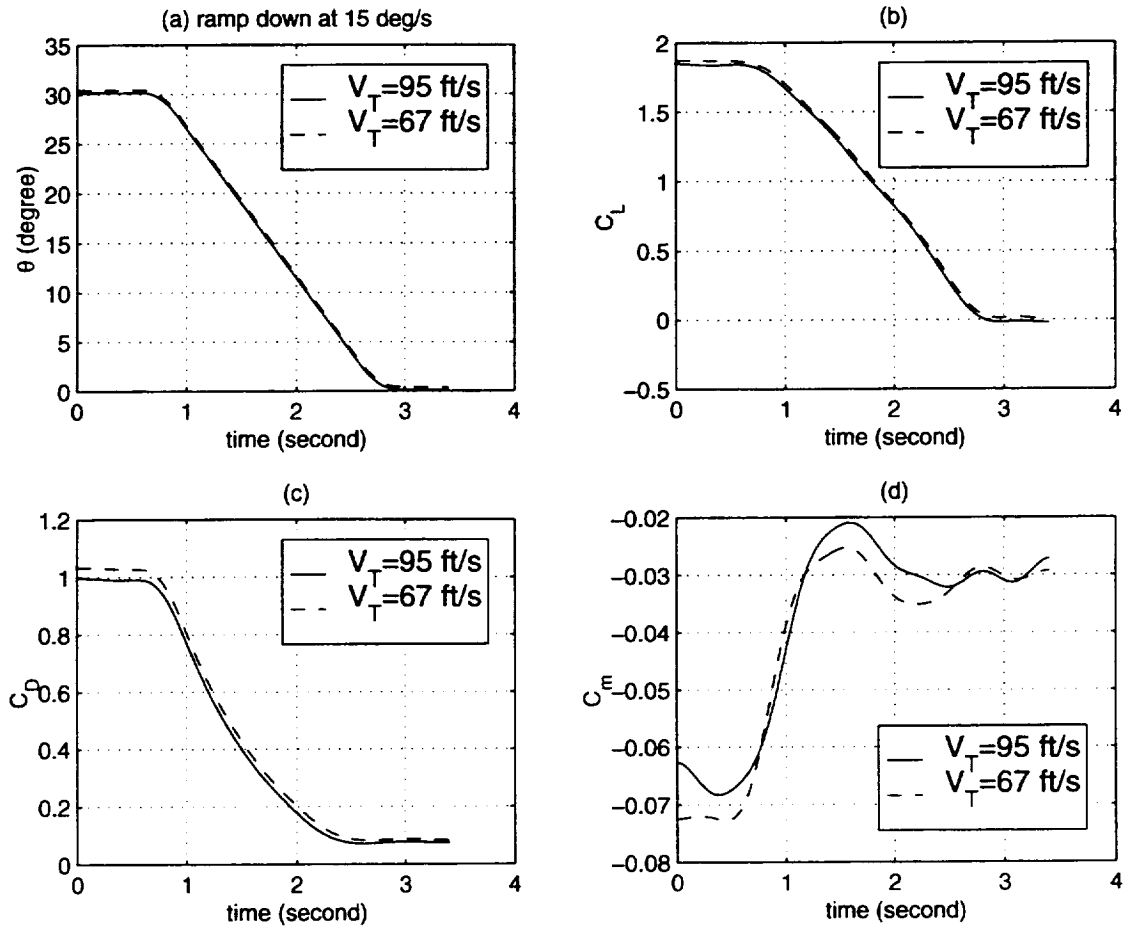 (a) ramp down at 15 deg/s
35
30
25
20
15
10
5
0
0 1 2 3 4
θ (degree)
time (second)
V_T=95 ft/s
V_T=67 ft/s
(b)
2
1.5
1
0.5
0
−0.5
0 1 2 3 4
C_L
time (second)
V_T=95 ft/s
V_T=67 ft/s
(c)
1.2
1
0.8
0.6
0.4
0.2
0
0 1 2 3 4
C_D
time (second)
V_T=95 ft/s
V_T=67 ft/s
(d)
−0.02
−0.03
−0.04
−0.05
−0.06
−0.07
−0.08
0 1 2 3 4
C_m
time (second)
V_T=95 ft/s
V_T=67 ft/s